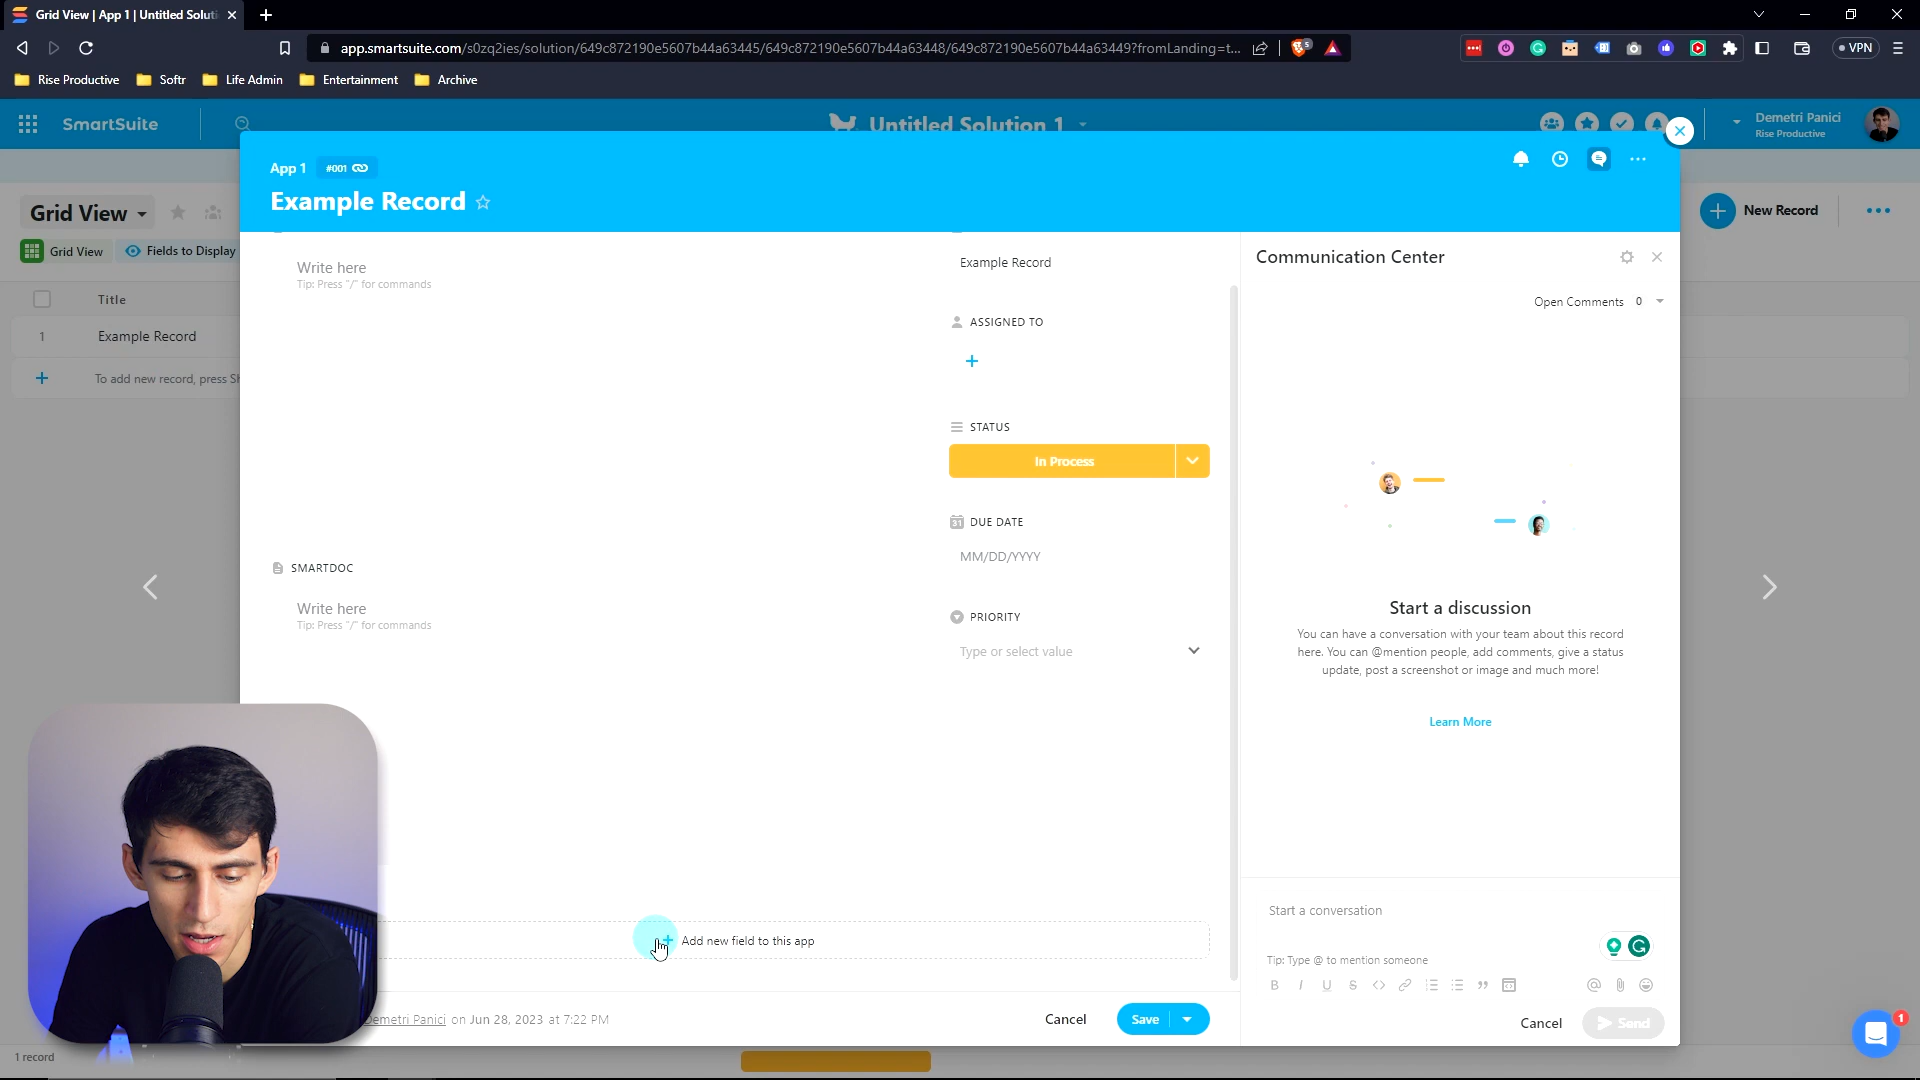 Grid View | App 1 | Untitled Soluti
app.smartsuite.com/s0zq2ies/solution/649c872190e5607b44a63445/649c872190e5607b44a63448/649c872190e5607b44a63449?fromLanding=t...
VPN
Rise Productive
Softr
Life Admin
Entertainment
Archive
SmartSuite
Untitled Solution 1
Demetri Panici
Rise Productive
App 1
#001
Example Record
Grid View
New Record
Grid View
Fields to Display
Title
1
Example Record
To add new record, press Sh
Write here
Tip: Press "/" for commands
Example Record
ASSIGNED TO
STATUS
In Process
31
DUE DATE
MM/DD/YYYY
SMARTDOC
Write here
Tip: Press "/" for commands
PRIORITY
Type or select value
Add new field to this app
Demetri Panici on Jun 28, 2023 at 7:22 PM
Cancel
Save
Communication Center
Open Comments 0
Start a discussion
You can have a conversation with your team about this record
here. You can @mention people, add comments, give a status
update, post a screenshot or image and much more!
Learn More
Start a conversation
Tip: Type @ to mention someone
Cancel
Send
1
1 record